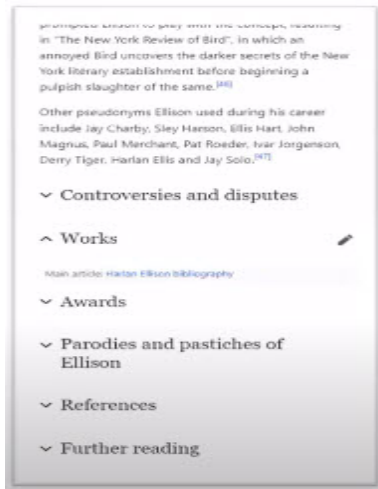 prompted Ellison to play with the concept, resulting
in "The New York Review of Bird", in which an
annoyed Bird uncovers the darker secrets of the New
York literary establishment before beginning a
pulpish slaughter of the same.[46]
Other pseudonyms Ellison used during his career
include Jay Charby, Sley Harson, Ellis Hart, John
Magnus, Paul Merchant, Pat Roeder, Ivar Jorgenson,
Derry Tiger, Harlan Ellis and Jay Solo.[47]
Controversies and disputes
Works
Main article: Harlan Ellison bibliography
Awards
Parodies and pastiches of
Ellison
References
Further reading